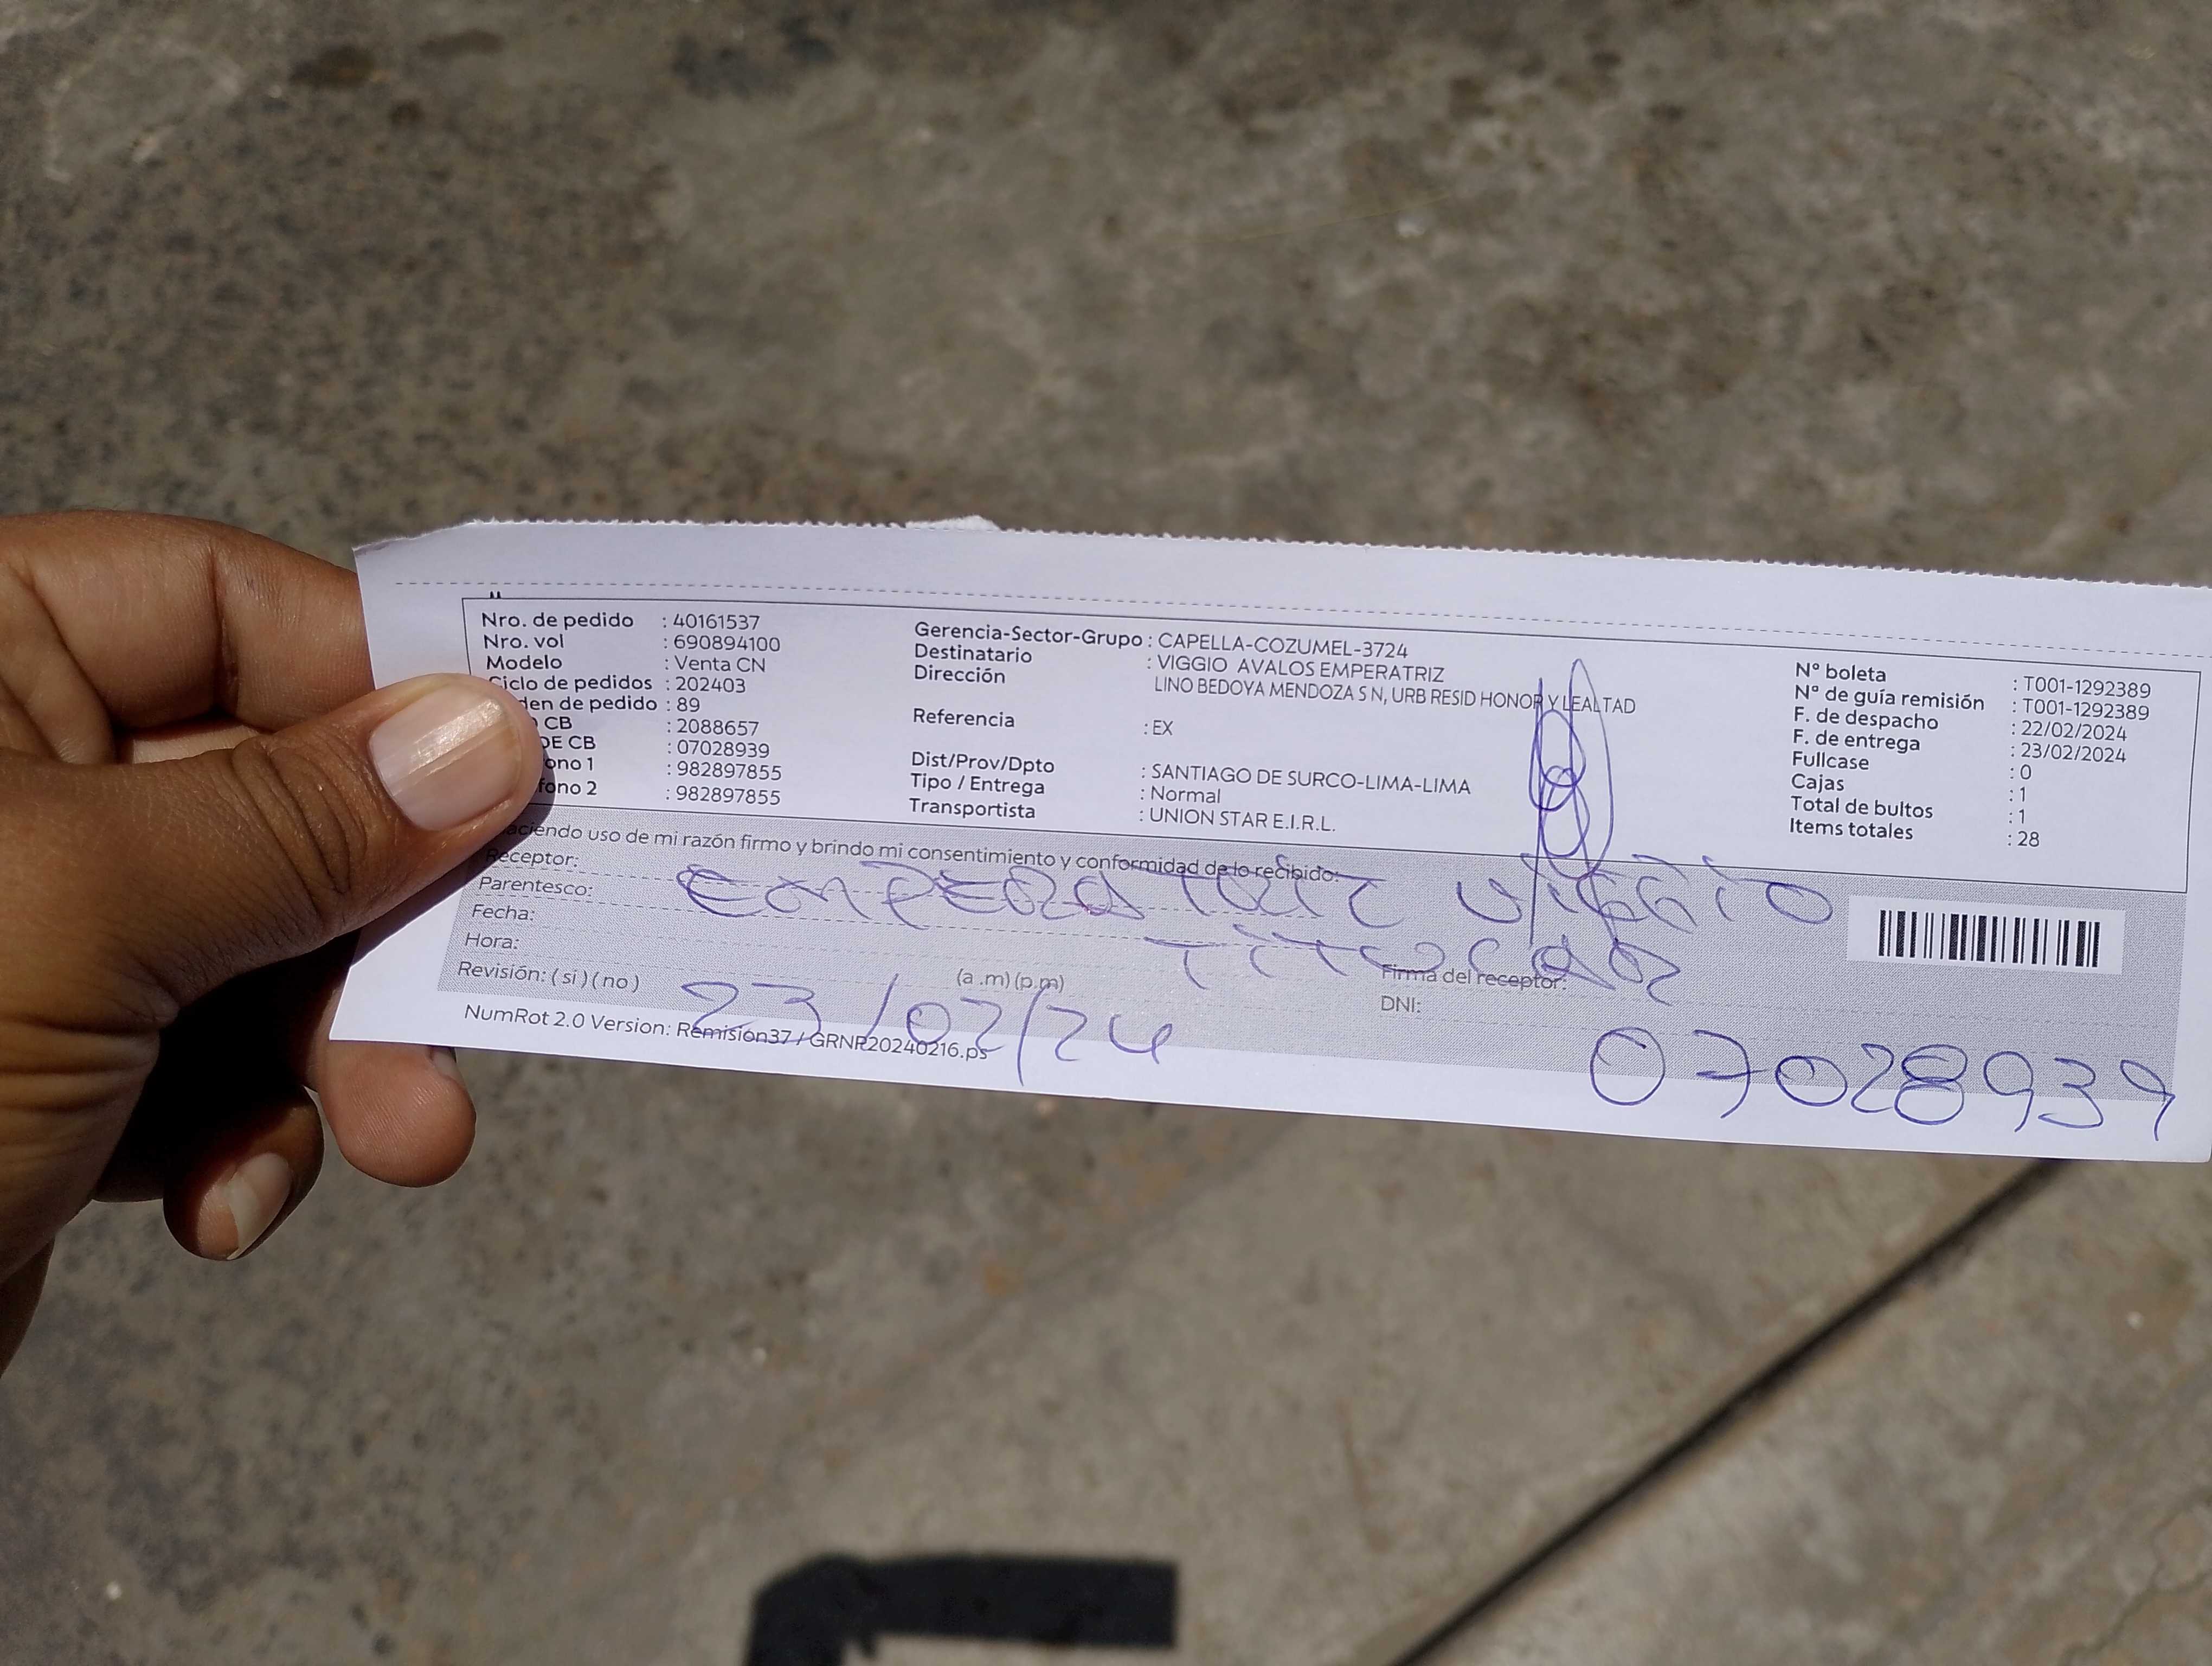 Nro. de pedido : 40161537
Nro. vol : 690894100
Modelo : Venta CN
Ciclo de pedidos : 202403
den de pedido : 89
CB : 2088657
DE CB : 07028939
ono 1 : 982897855
fono 2 : 982897855
Gerencia-Sector-Grupo : CAPELLA-COZUMEL-3724
Destinatario : VIGGIO AVALOS EMPERATRIZ
Dirección LINO BEDOYA MENDOZA S N, URB RESID HONOR Y LEALTAD
Referencia : EX
Dist/Prov/Dpto : SANTIAGO DE SURCO-LIMA-LIMA
Tipo / Entrega : Normal
Transportista : UNION STAR E.I.R.L.
N° boleta : T001-1292389
Nª de guía remisión : T001-1292389
F. de despacho : 22/02/2024
F. de entrega : 23/02/2024
Fullcase : 0
Cajas : 1
Total de bultos : 1
Items totales : 28
aciendo uso de mi razón firmo y brindo mi consentimiento y conformidad de lo recibido:
Receptor: EMPERATRIZ VIGGIO
Parentesco: TITULAR
Fecha: 23/02/24
Hora: (a .m) (p.m)
Revisión: ( si ) ( no )
Firma del receptor:
DNI: 07028939
NumRot 2.0 Version: Remision37 / GRNP20240216.ps